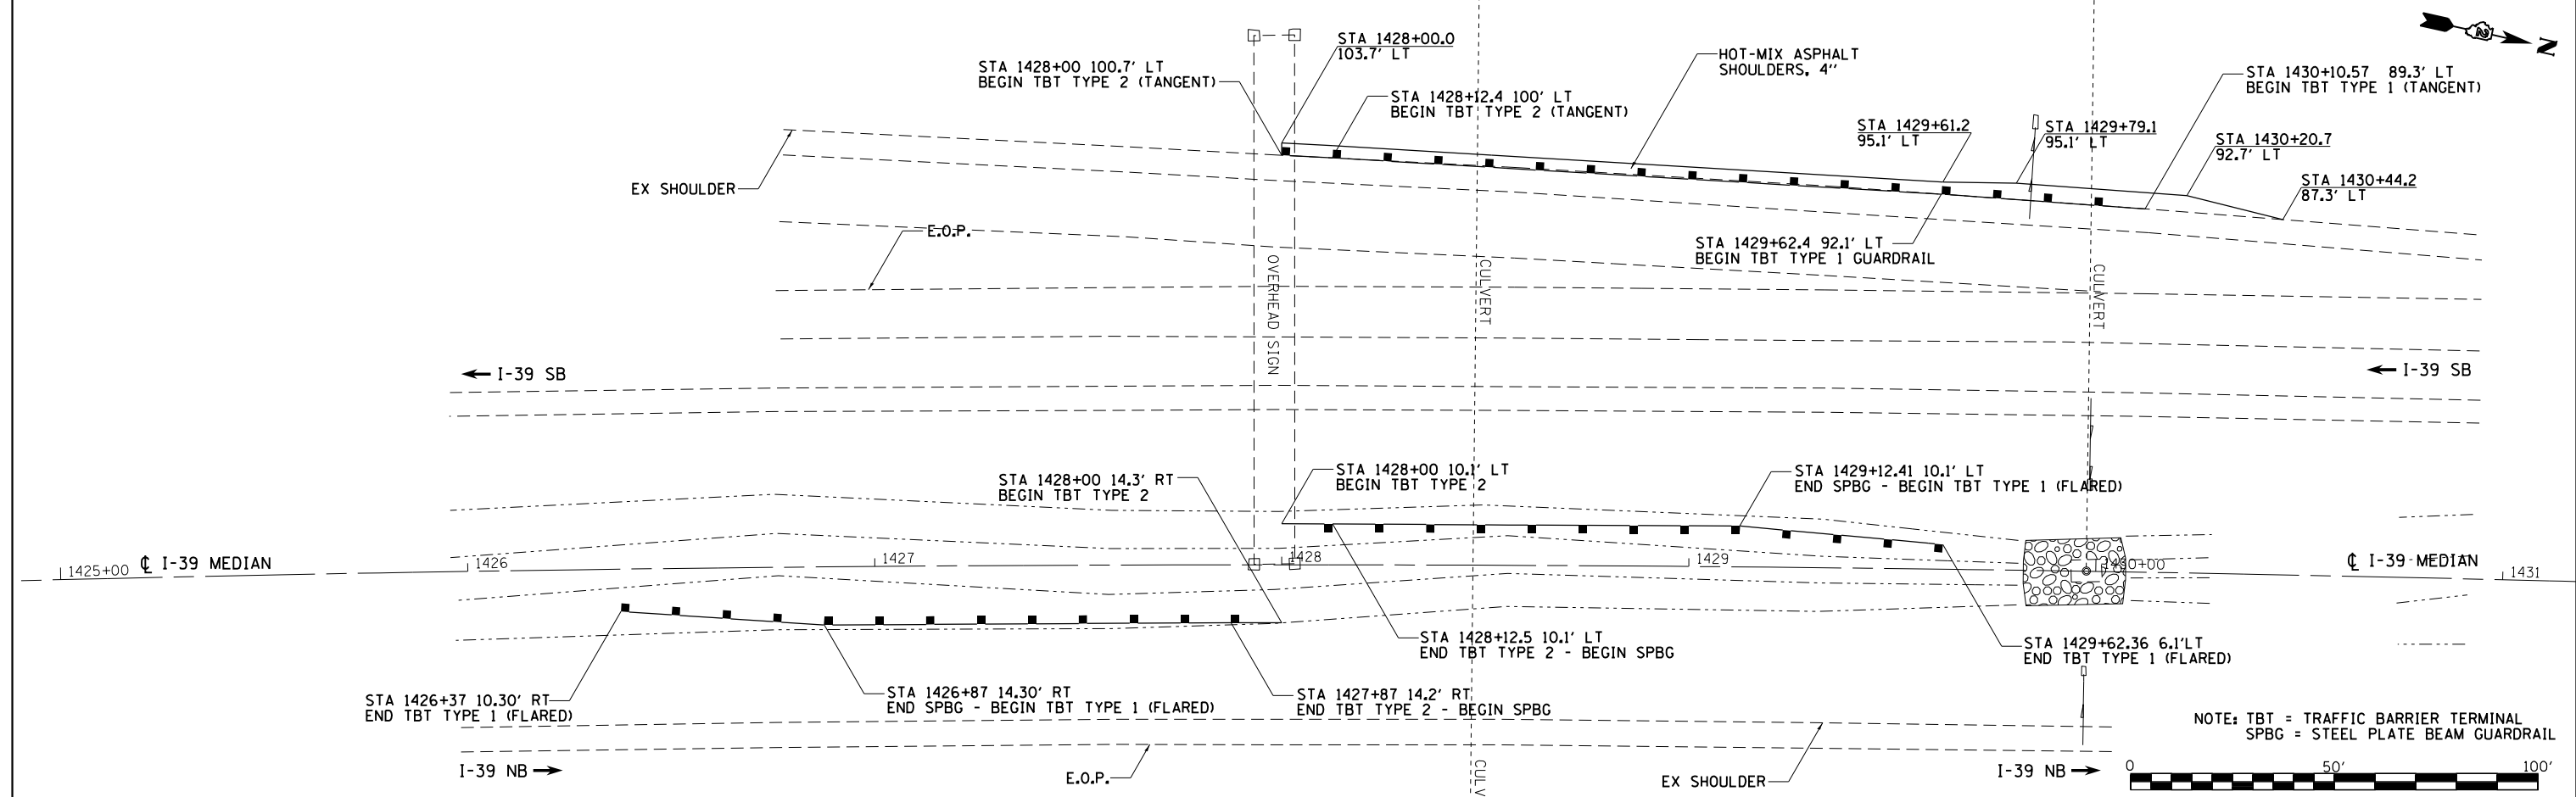 STA 1428+00.0
103.7' LT
STA 1428+00 100.7' LT
BEGIN TBT TYPE 2 (TANGENT)
HOT-MIX ASPHALT
SHOULDERS, 4"
STA 1428+12.4 100' LT
BEGIN TBT TYPE 2 (TANGENT)
STA 1430+10.57 89.3' LT
BEGIN TBT TYPE 1 (TANGENT)
N
2
STA 1429+61.2
95.1' LT
STA 1429+79.1
95.1' LT
STA 1430+20.7
92.7' LT
STA 1430+44.2
87.3' LT
EX SHOULDER
E.O.P.
STA 1429+62.4 92.1' LT
BEGIN TBT TYPE 1 GUARDRAIL
OVERHEAD SIGN
CULVERT
CULVERT
I-39 SB
I-39 SB
STA 1428+00 14.3' RT
BEGIN TBT TYPE 2
STA 1428+00 10.1' LT
BEGIN TBT TYPE 2
STA 1429+12.41 10.1' LT
END SPBG - BEGIN TBT TYPE 1 (FLARED)
1425+00
℄ I-39 MEDIAN
1426
1427
1428
1429
1430+00
℄ I-39 MEDIAN
1431
STA 1428+12.5 10.1' LT
END TBT TYPE 2 - BEGIN SPBG
STA 1429+62.36 6.1'LT
END TBT TYPE 1 (FLARED)
STA 1426+37 10.30' RT
END TBT TYPE 1 (FLARED)
STA 1426+87 14.30' RT
END SPBG - BEGIN TBT TYPE 1 (FLARED)
STA 1427+87 14.2' RT
END TBT TYPE 2 - BEGIN SPBG
NOTE: TBT = TRAFFIC BARRIER TERMINAL
SPBG = STEEL PLATE BEAM GUARDRAIL
I-39 NB
E.O.P.
CULV
EX SHOULDER
I-39 NB
0 50' 100'